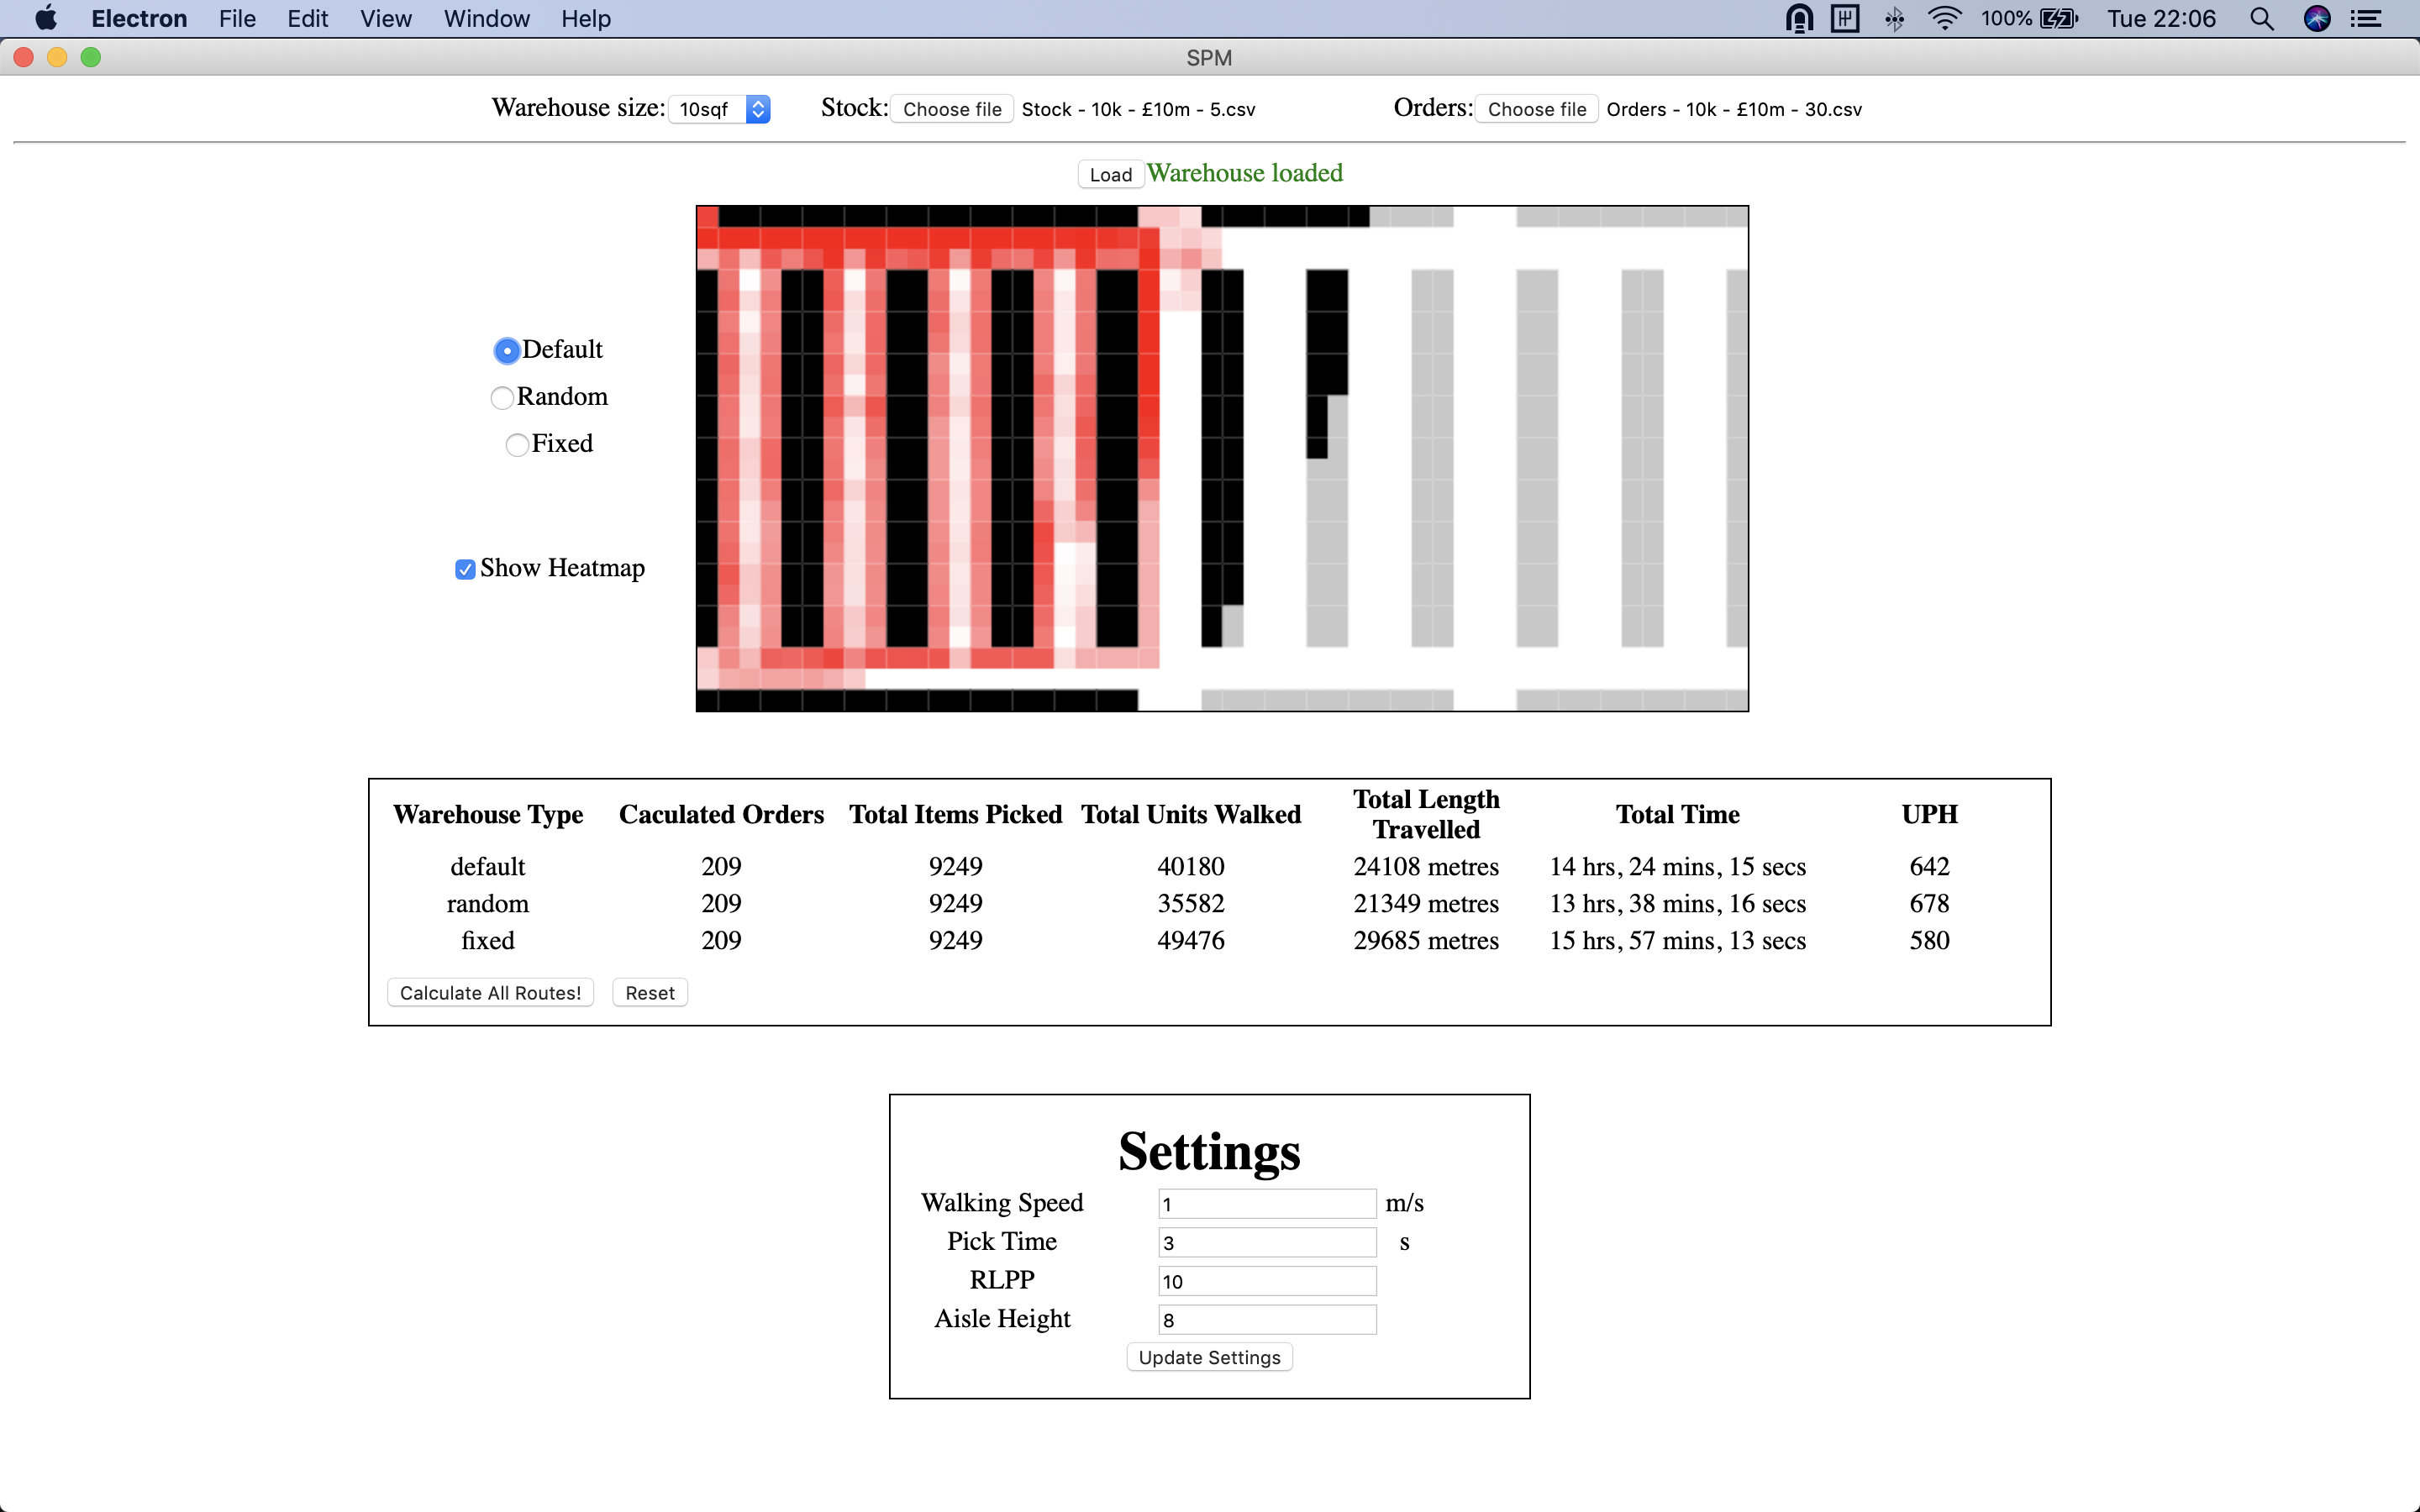 Electron File Edit View Window Help 100% Tue 22:06
SPM
Warehouse size: 10sqf Stock: Choose file Stock - 10k - £10m - 5.csv Orders: Choose file Orders - 10k - £10m - 30.csv
Load Warehouse loaded
Default
Random
Fixed
Show Heatmap
Warehouse Type Caculated Orders Total Items Picked Total Units Walked Total Length Travelled Total Time UPH
default 209 9249 40180 24108 metres 14 hrs, 24 mins, 15 secs 642
random 209 9249 35582 21349 metres 13 hrs, 38 mins, 16 secs 678
fixed 209 9249 49476 29685 metres 15 hrs, 57 mins, 13 secs 580
Calculate All Routes! Reset
Settings
Walking Speed 1 m/s
Pick Time 3 s
RLPP 10
Aisle Height 8
Update Settings